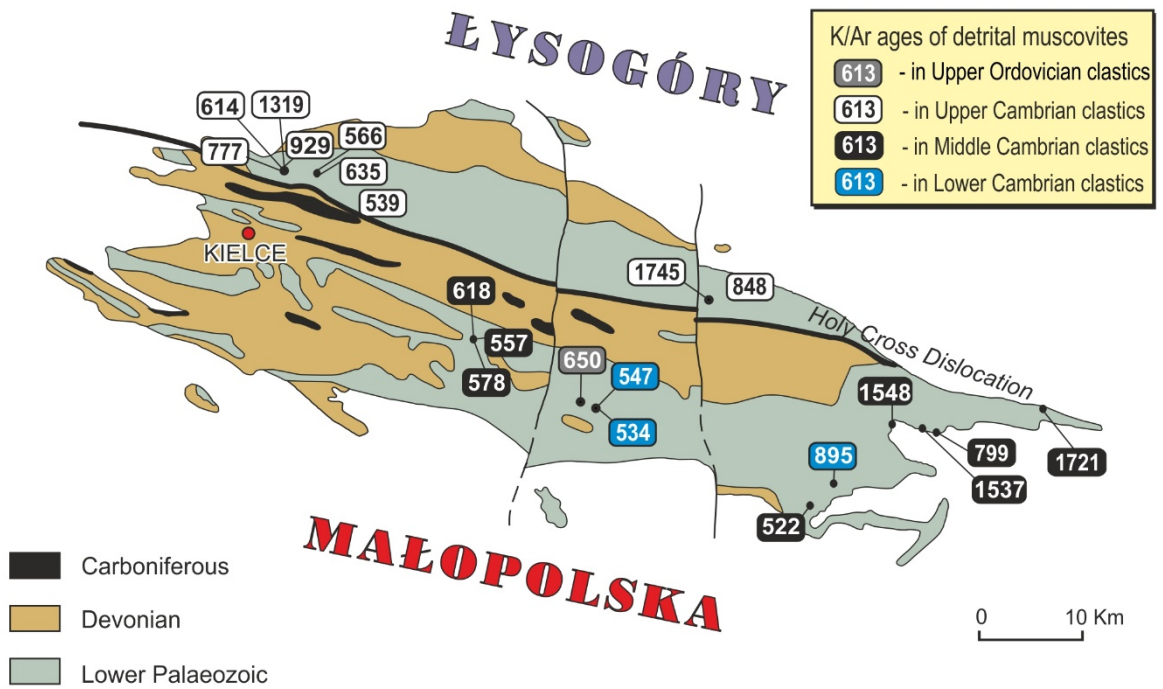 ŁYSOGÓRY
K/Ar ages of detrital muscovites
613 - in Upper Ordovician clastics
613 - in Upper Cambrian clastics
613 - in Middle Cambrian clastics
613 - in Lower Cambrian clastics
614
1319
777
929
566
635
539
KIELCE
1745
848
Holy Cross Dislocation
618
557
578
650
547
534
1548
799
1537
1721
895
522
MAŁOPOLSKA
Carboniferous
Devonian
Lower Palaeozoic
0 10 Km